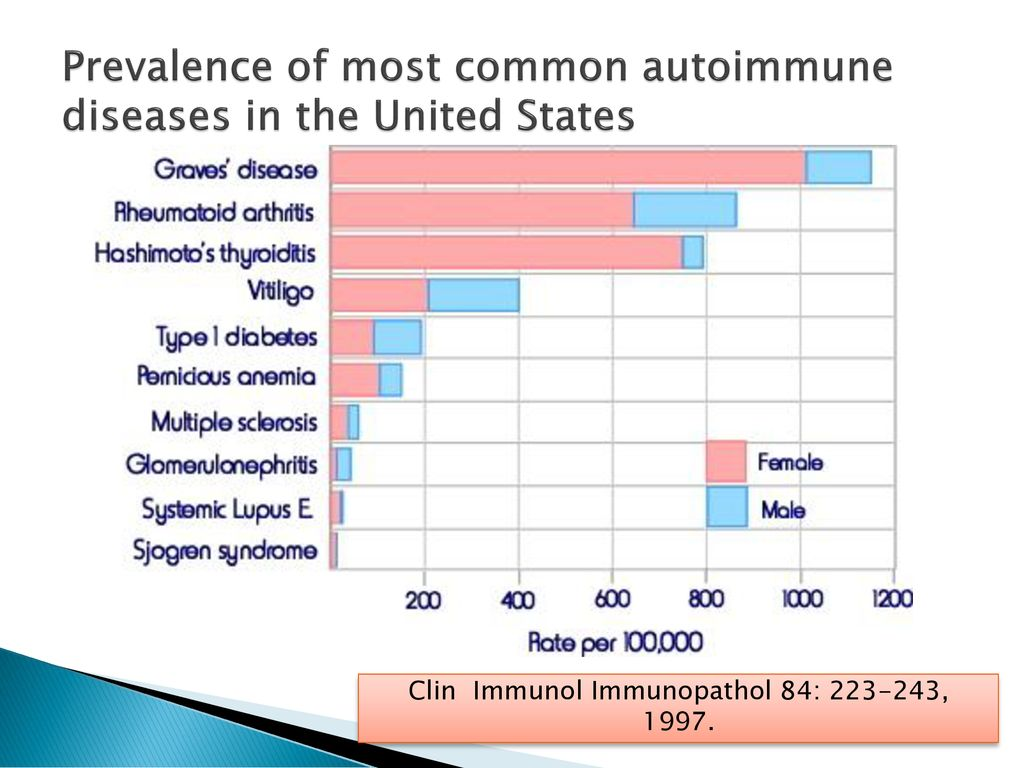 Prevalence of most common autoimmune
diseases in the United States
Graves' disease
Rheumatoid arthritis
Hashimoto's thyroiditis
Vitiligo
Type 1 diabetes
Pernicious anemia
Multiple sclerosis
Glomerulonephritis
Systemic Lupus E.
Sjogren syndrome
Female
Male
200 400 600 800 1000 1200
Rate per 100,000
Clin Immunol Immunopathol 84: 223-243,
1997.